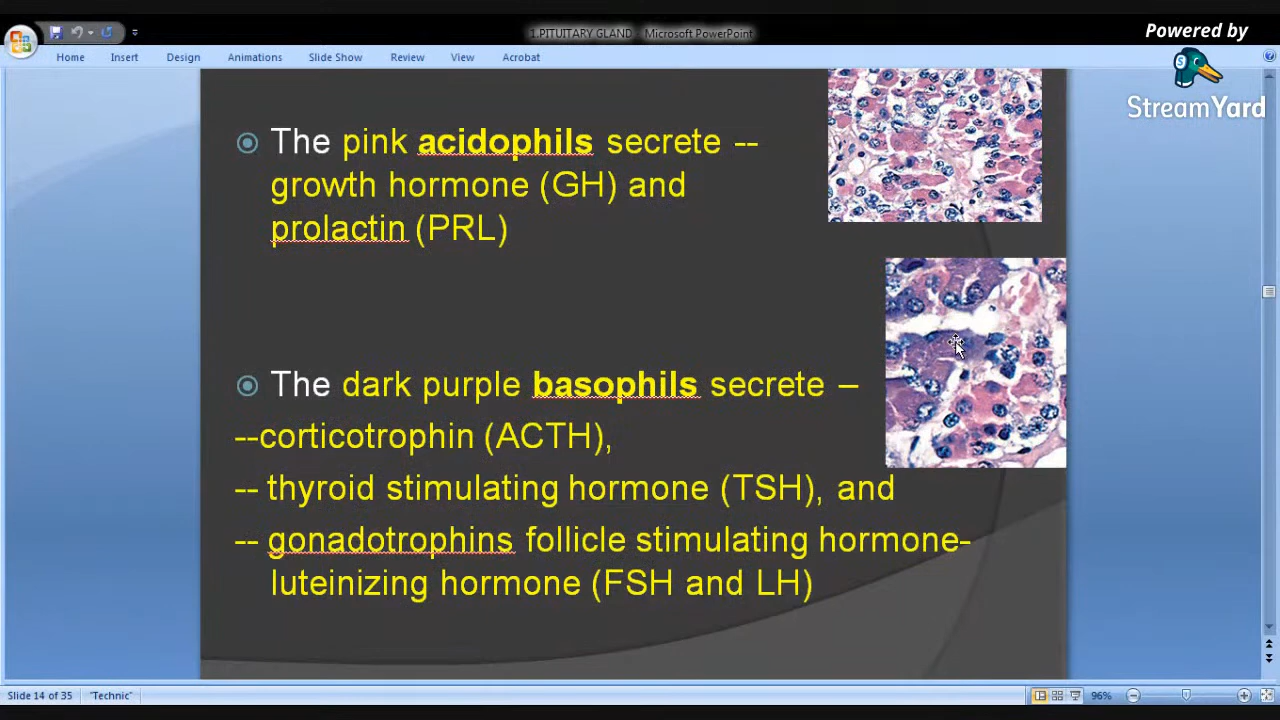 Powered by
StreamYard
1.PITUITARY GLAND - Microsoft PowerPoint
Home Insert Design Animations Slide Show Review View Acrobat
The pink acidophils secrete --
growth hormone (GH) and
prolactin (PRL)
The dark purple basophils secrete –
--corticotrophin (ACTH),
-- thyroid stimulating hormone (TSH), and
-- gonadotrophins follicle stimulating hormone-
luteinizing hormone (FSH and LH)
Slide 14 of 35 "Technic" 96%